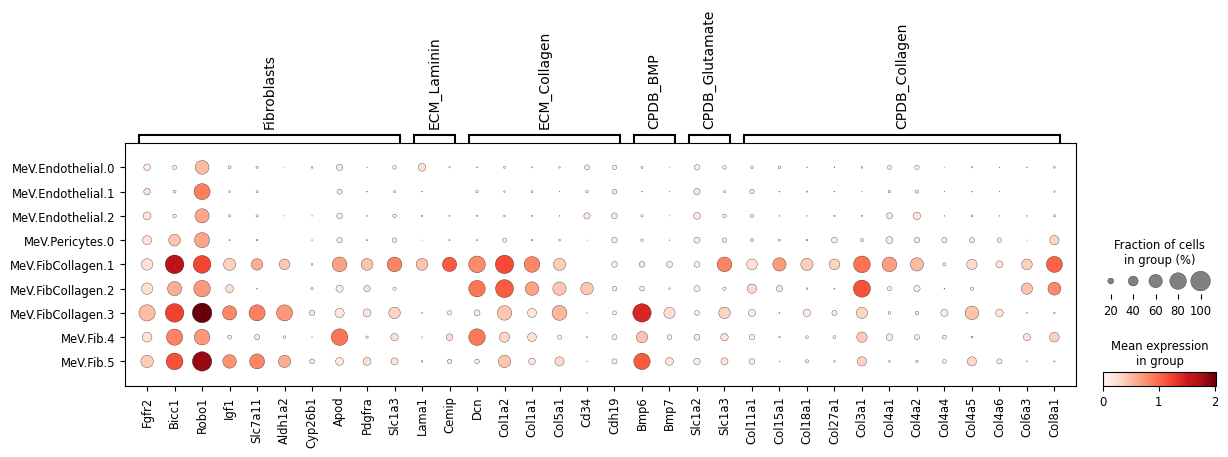 Fibroblasts
ECM_Laminin
ECM_Collagen
CPDB_BMP
CPDB_Glutamate
CPDB_Collagen
MeV.Endothelial.0
MeV.Endothelial.1
MeV.Endothelial.2
MeV.Pericytes.0
MeV.FibCollagen.1
MeV.FibCollagen.2
MeV.FibCollagen.3
MeV.Fib.4
MeV.Fib.5
Fgfr2
Bicc1
Robo1
Igf1
Slc7a11
Aldh1a2
Cyp26b1
Apod
Pdgfra
Slc1a3
Lama1
Cemip
Dcn
Col1a2
Col1a1
Col5a1
Cd34
Cdh19
Bmp6
Bmp7
Slc1a2
Slc1a3
Col11a1
Col15a1
Col18a1
Col27a1
Col3a1
Col4a1
Col4a2
Col4a4
Col4a5
Col4a6
Col6a3
Col8a1
Fraction of cells
in group (%)
20 40 60 80 100
Mean expression
in group
0 1 2